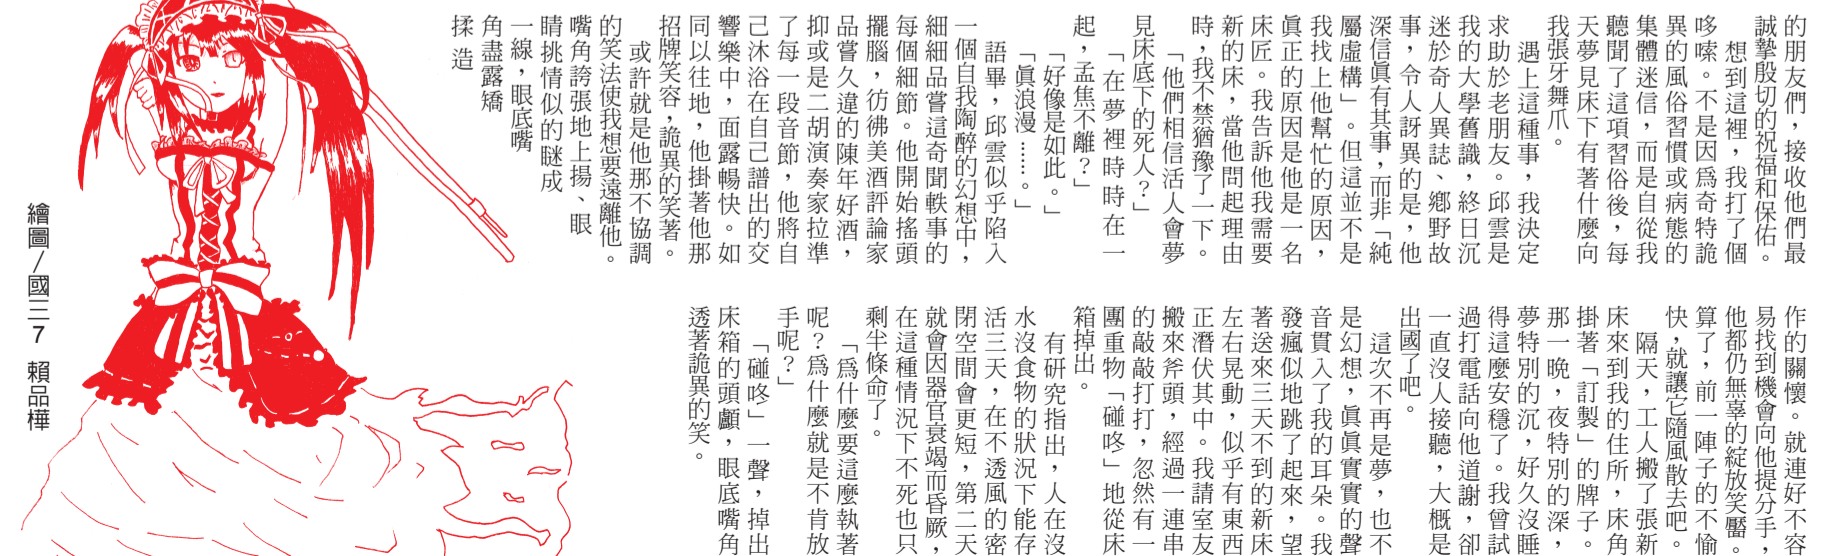 的朋友們，接收他們最
誠摯殷切的祝福和保佑。
想到這裡，我打了個
哆嗦。不是因爲奇特詭
異的風俗習慣或病態的
集體迷信，而是自從我
聽聞了這項習俗後，每
天夢見床下有著什麼向
我張牙舞爪。
遇上這種事，我決定
求助於老朋友。邱雲是
我的大學舊識，終日沉
迷於奇人異誌、鄉野故
事，令人訝異的是，他
深信眞有其事，而非「純
屬虛構」。但這並不是
我找上他幫忙的原因，
眞正的原因是他是一名
床匠。我告訴他我需要
新的床，當他問起理由
時，我不禁猶豫了一下。
「他們相信活人會夢
見床底下的死人？」
「在夢裡時時在一
起，孟焦不離？」
「好像是如此。」
「眞浪漫……。」
語畢，邱雲似乎陷入
一個自我陶醉的幻想中，
細細品嘗這奇聞軼事的
每個細節。他開始搖頭
擺腦，彷彿美酒評論家
品嘗久違的陳年好酒，
抑或是二胡演奏家拉準
了每一段音節，他將自
己沐浴在自己譜出的交
響樂中，面露暢快。如
同以往地，他掛著他那
招牌笑容，詭異的笑著。
或許就是他那不協調
的笑法使我想要遠離他。
嘴角誇張地上揚、眼
睛挑情似的瞇成
一線，眼底嘴
角盡露矯
揉造
作的關懷。就連好不容
易找到機會向他提分手，
他都仍無辜的綻放笑靨。
算了，前一陣子的不愉
快，就讓它隨風散去吧。
隔天，工人搬了張新
床來到我的住所，床角
掛著「訂製」的牌子。
那一晚，夜特別的深，
夢特別的沉，好久沒睡
得這麼安穩了。我曾試
過打電話向他道謝，卻
一直沒人接聽，大概是
出國了吧。
這次不再是夢，也不
是幻想，眞眞實實的聲
音貫入了我的耳朵。我
發瘋似地跳了起來，望
著送來三天不到的新床
左右晃動，似乎有東西
正潛伏其中。我請室友
搬來斧頭，經過一連串
的敲敲打打，忽然有一
團重物「碰咚」地從床
箱掉出。
有研究指出，人在沒
水沒食物的狀況下能存
活三天，在不透風的密
閉空間會更短，第二天
就會因器官衰竭而昏厥，
在這種情況下不死也只
剩半條命了。
「爲什麼要這麼執著
呢？爲什麼就是不肯放
手呢？」
「碰咚」一聲，掉出
床箱的頭顱，眼底嘴角
透著詭異的笑。
繪圖/國三7 賴品樺